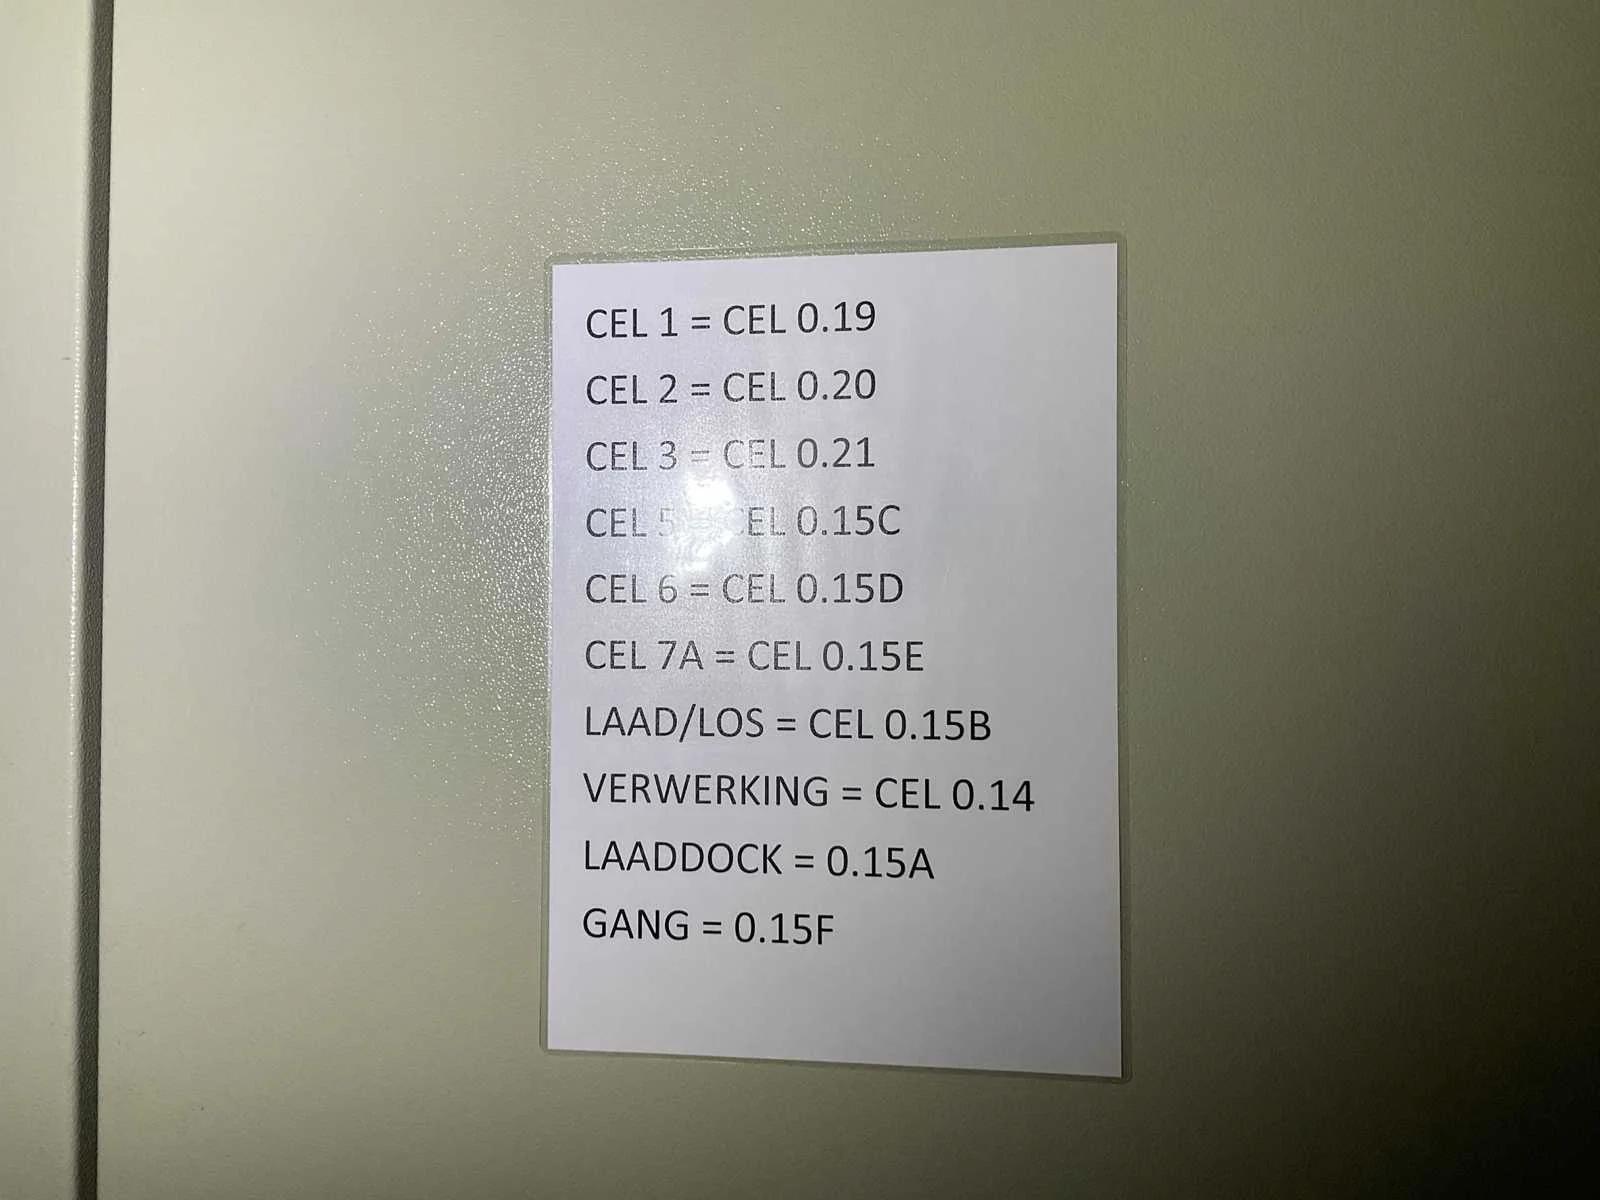 CEL 1 = CEL 0.19
CEL 2 = CEL 0.20
CEL 3 = CEL 0.21
CEL 5 = CEL 0.15C
CEL 6 = CEL 0.15D
CEL 7A = CEL 0.15E
LAAD/LOS = CEL 0.15B
VERWERKING = CEL 0.14
LAADDOCK = 0.15A
GANG = 0.15F